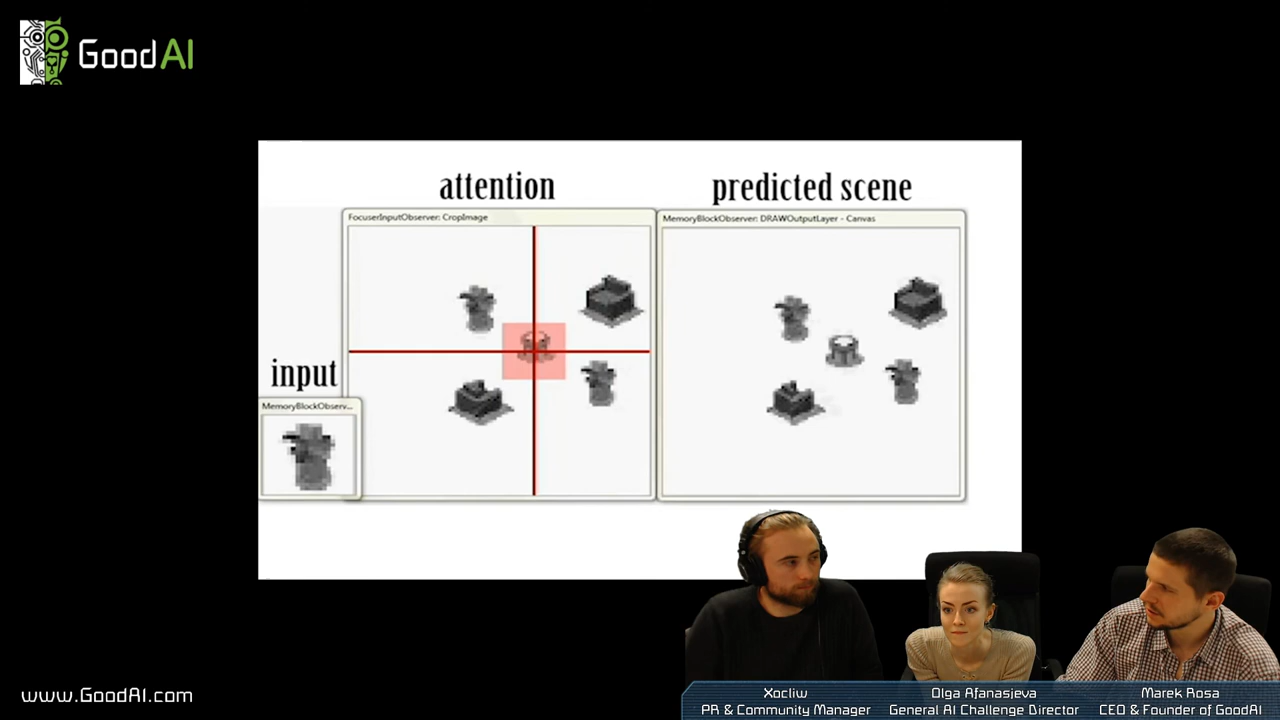 GoodAI
attention
predicted scene
FocuserInputObserver: CropImage
MemoryBlockObserver: DRAWOutputLayer - Canvas
input
MemoryBlockObserv...
www.GoodAI.com
Xocliw
PR & Community Manager
Olga Afanasjeva
General AI Challenge Director
Marek Rosa
CEO & Founder of GoodAI